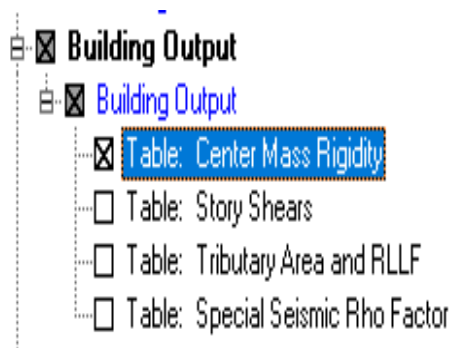 Building Output
Building Output
Table: Center Mass Rigidity
Table: Story Shears
Table: Tributary Area and RLLF
Table: Special Seismic Rho Factor